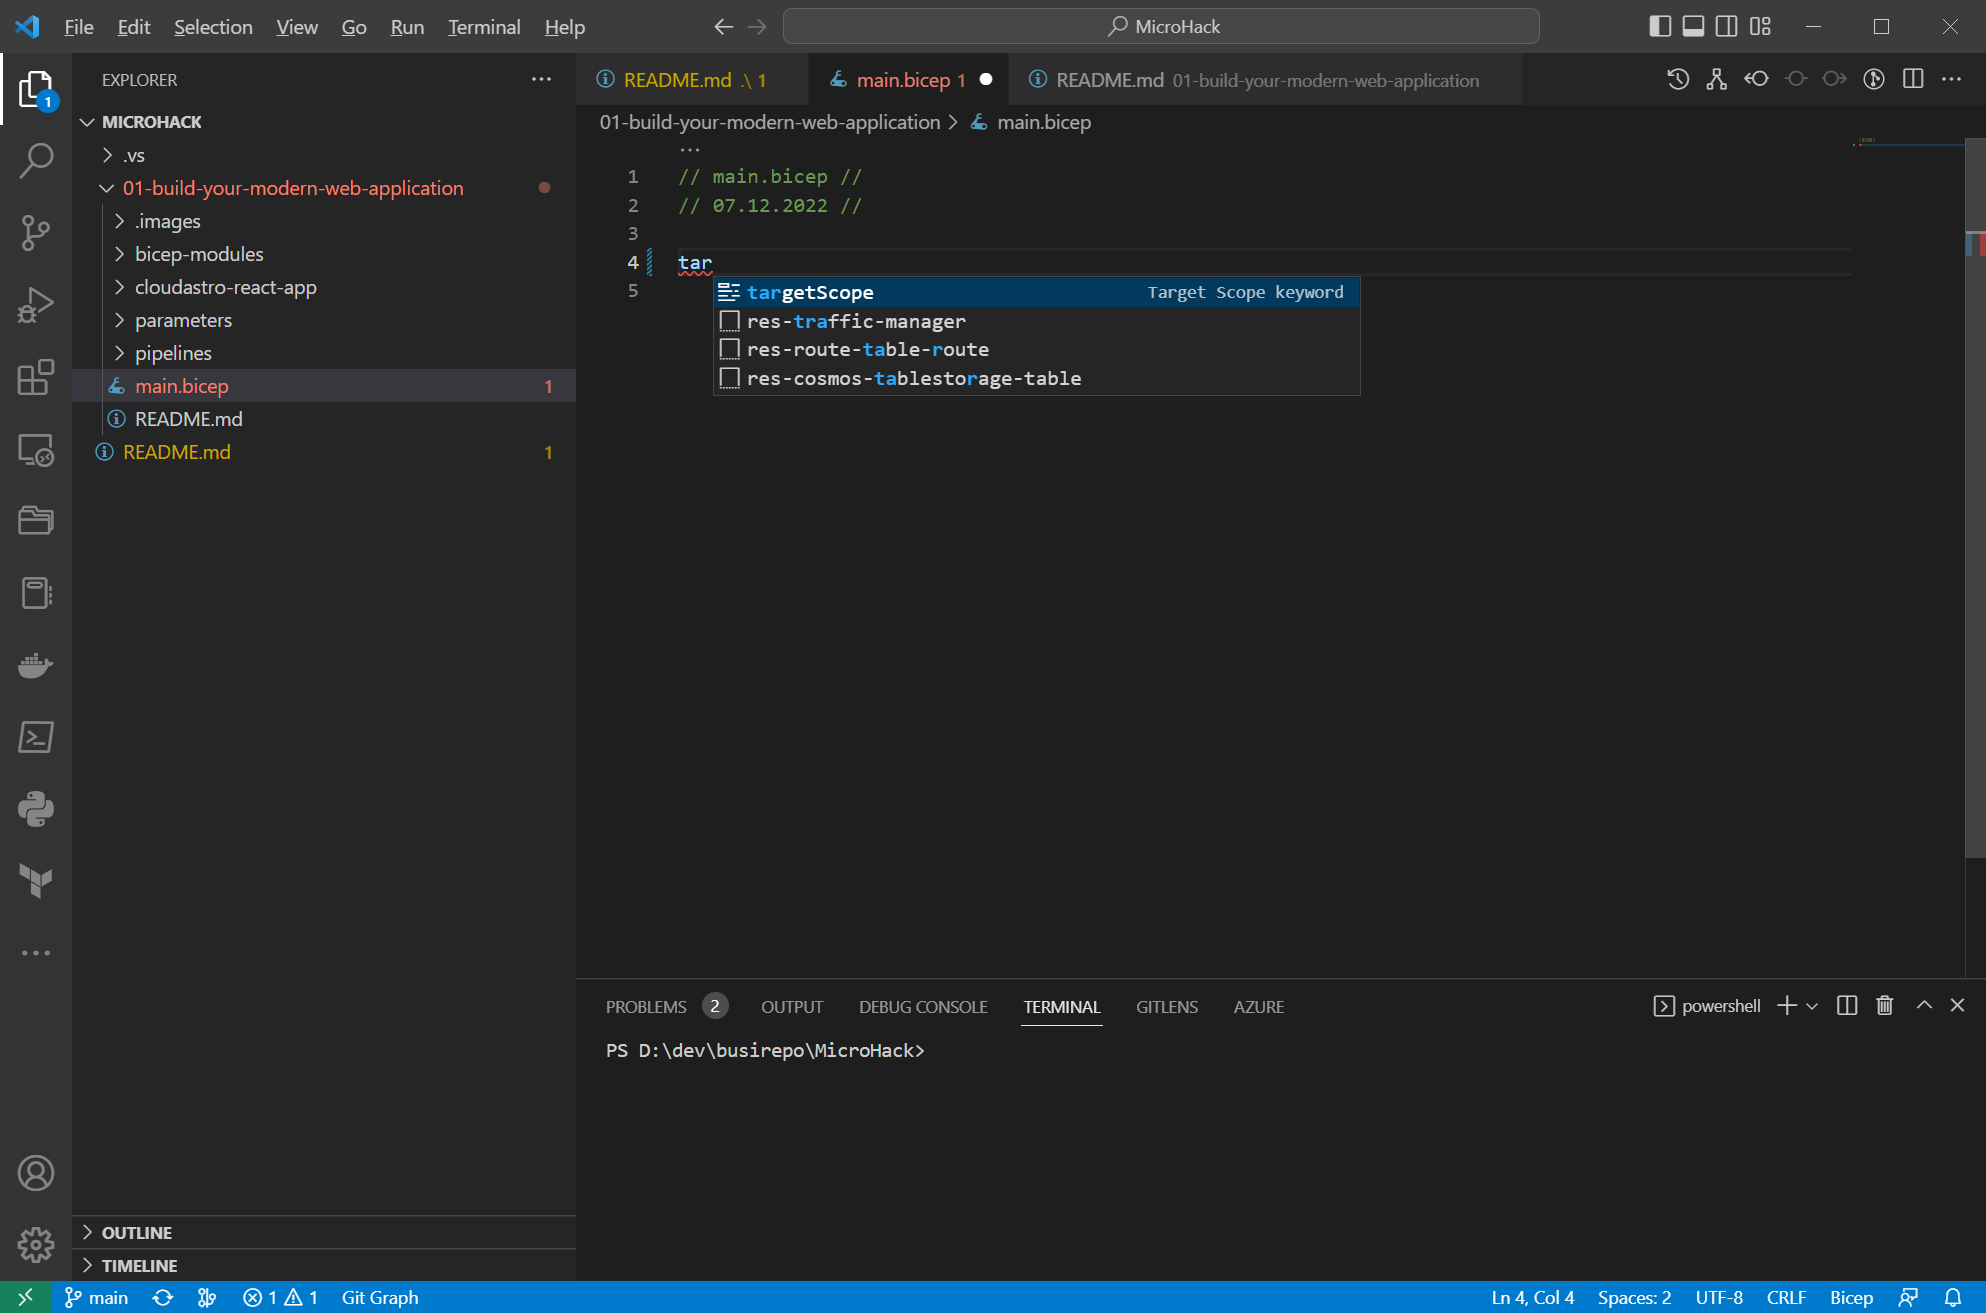 File Edit Selection View Go Run Terminal Help MicroHack
EXPLORER
README.md .\ 1 main.bicep 1 README.md 01-build-your-modern-web-application
1
MICROHACK
01-build-your-modern-web-application main.bicep
.vs
01-build-your-modern-web-application
.images
bicep-modules
cloudastro-react-app
parameters
pipelines
main.bicep 1
README.md
README.md 1
1 // main.bicep //
2 // 07.12.2022 //
3
4 tar
5
targetScope Target Scope keyword
res-traffic-manager
res-route-table-route
res-cosmos-tablestorage-table
PROBLEMS 2 OUTPUT DEBUG CONSOLE TERMINAL GITLENS AZURE powershell
PS D:\dev\busirepo\MicroHack>
OUTLINE
TIMELINE
main 1 1 Git Graph Ln 4, Col 4 Spaces: 2 UTF-8 CRLF Bicep